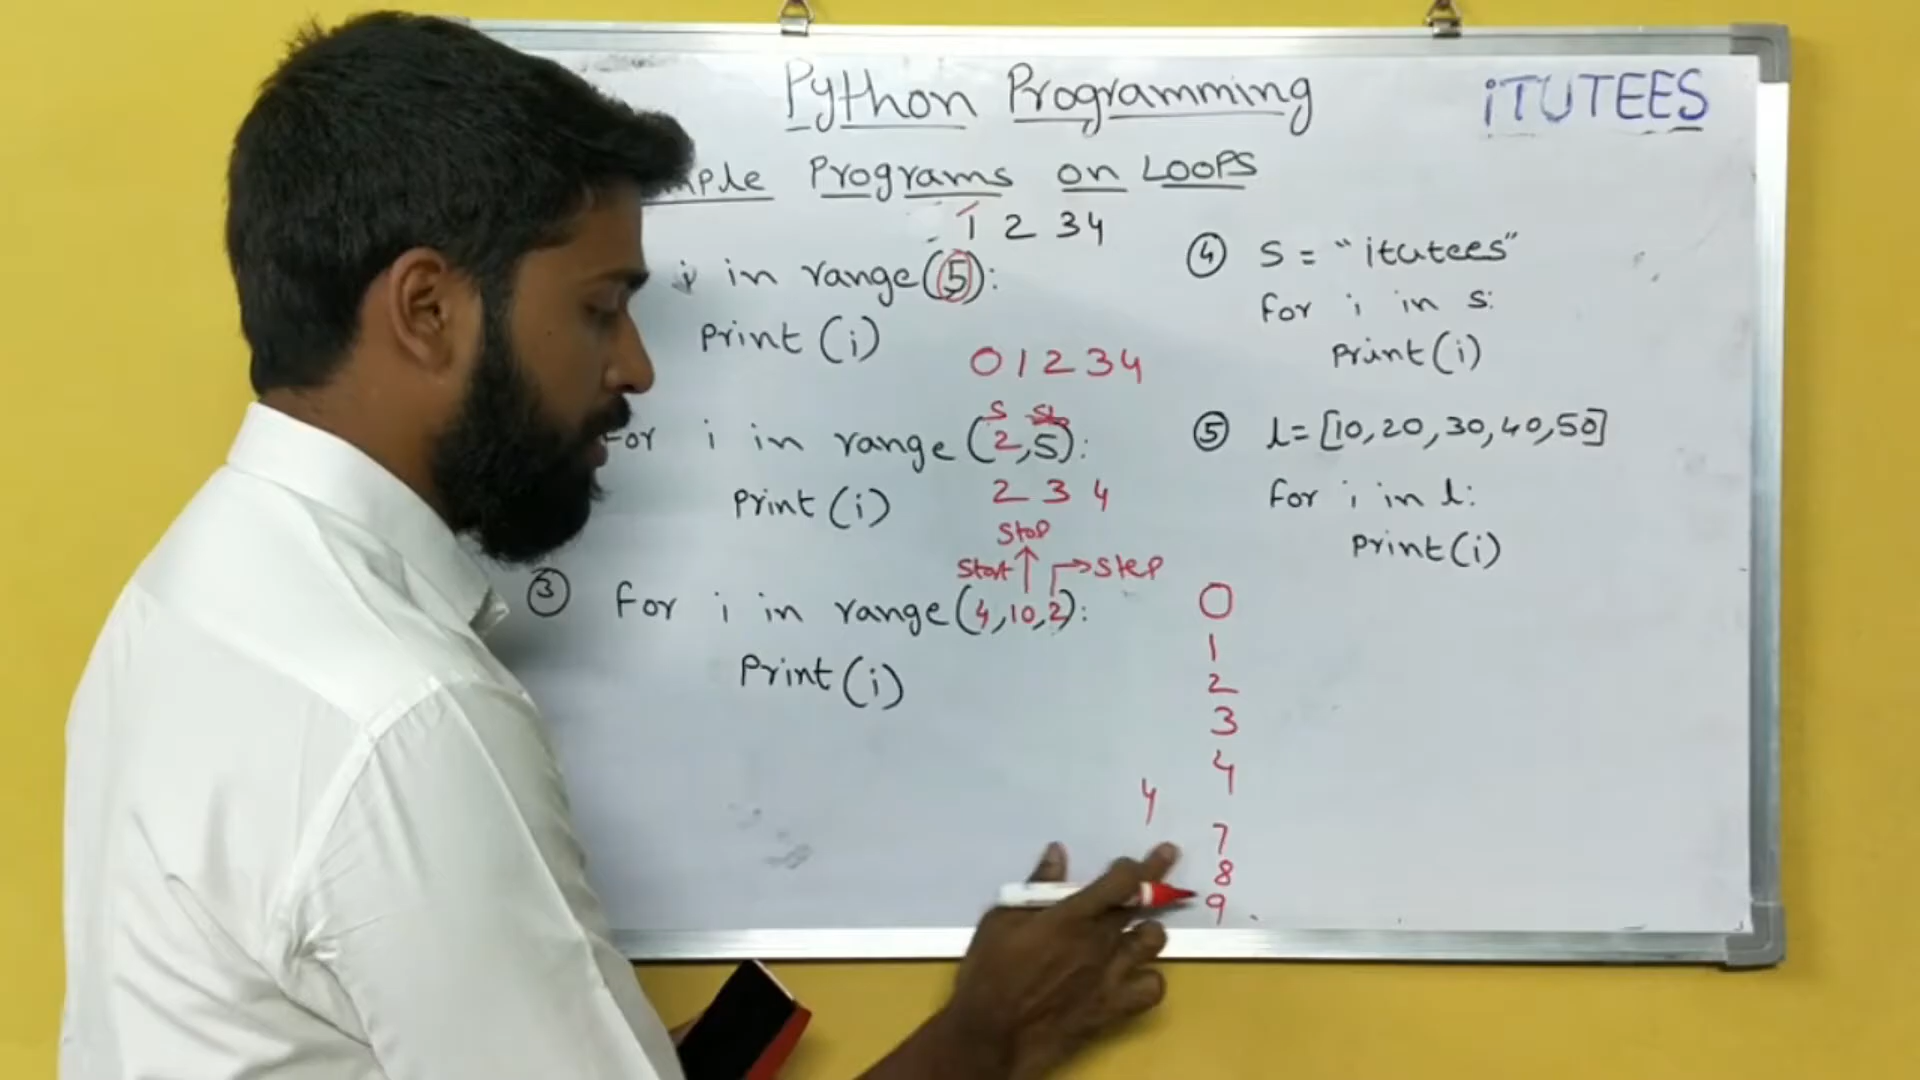 Python Programming
iTUTEES
Programs on LOOPS
1 2 3 4
i in range(5):
Print (i)
0 1 2 3 4
S
For i in range(2,5):
Print (i)
2 3 4
Stop
Start
Step
③ For i in range(4,10,2):
Print (i)
④ S = "itutees"
For i in s:
Print(i)
⑤ l= [10,20,30,40,50]
For i in l:
Print(i)
0
1
2
3
4
4
7
8
9